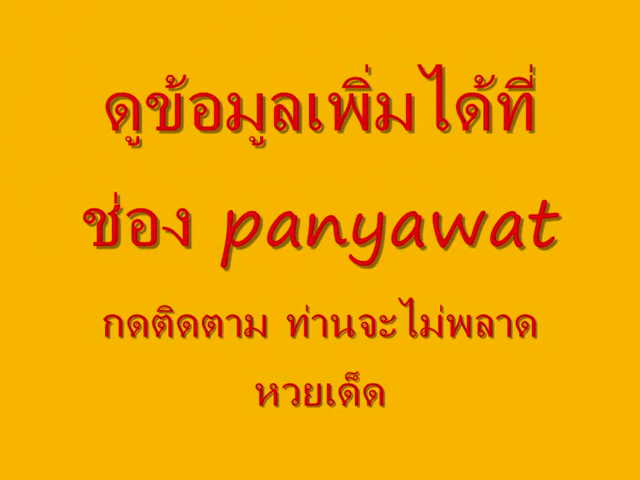 ดูข้อมูลเพิ่มได้ที่
ช่อง panyawat
กดติดตาม ท่านจะไม่พลาด
หวยเด็ด